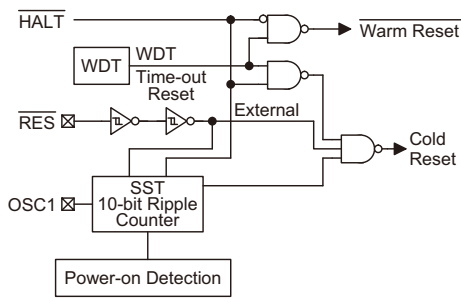 HALT
Warm Reset
WDT
WDT
Time-out
Reset
RES
External
Cold
Reset
OSC1
SST
10-bit Ripple
Counter
Power-on Detection